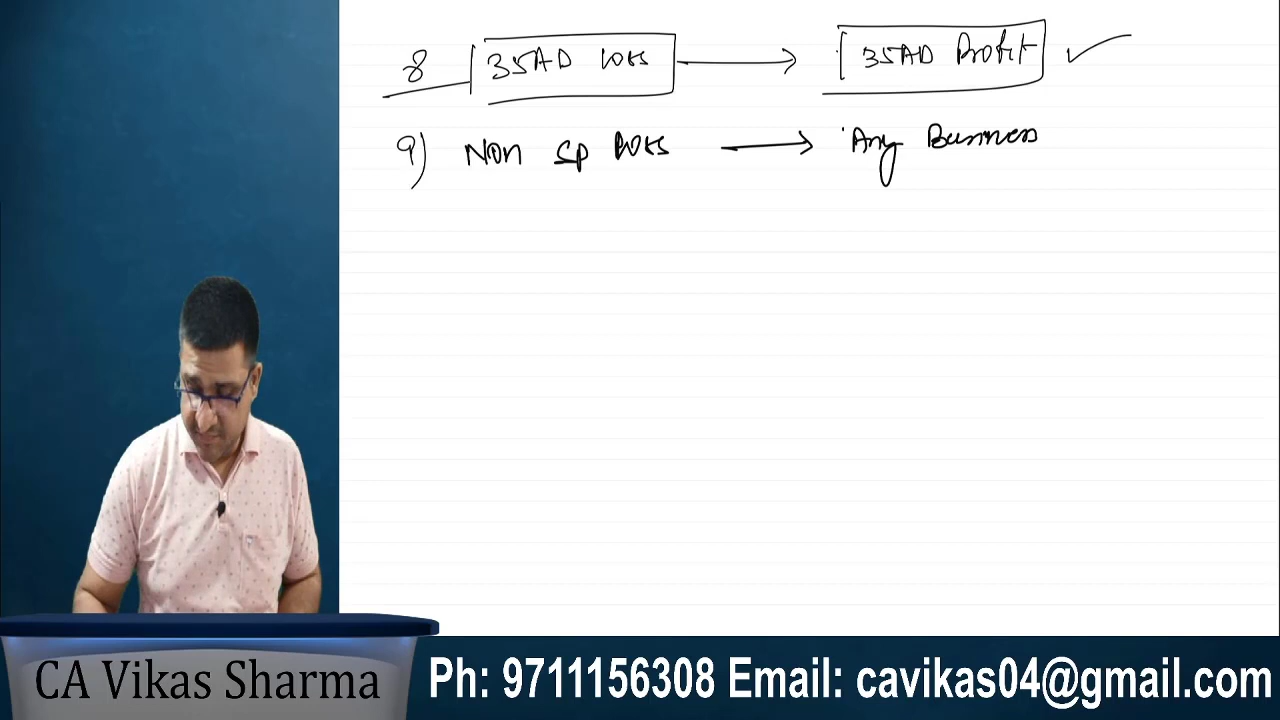 8 35AD loss → 35AD Profit ✓
9) Non Sp loss → Any Business
CA Vikas Sharma
Ph: 9711156308 Email: cavikas04@gmail.com